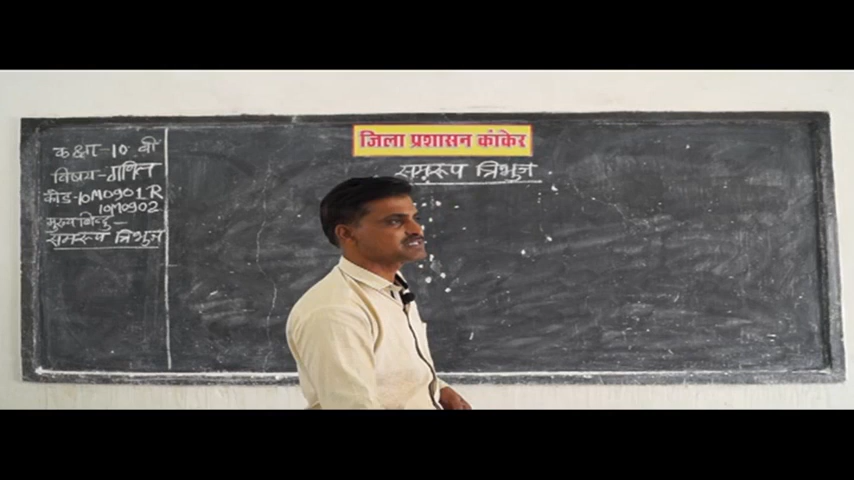 जिला प्रशासन कांकेर
समरूप त्रिभुज
कक्षा-10 वी
विषय-गणित
कोड-10M0901R
10M0902
मुख्य बिन्दु-
समरूप त्रिभुज